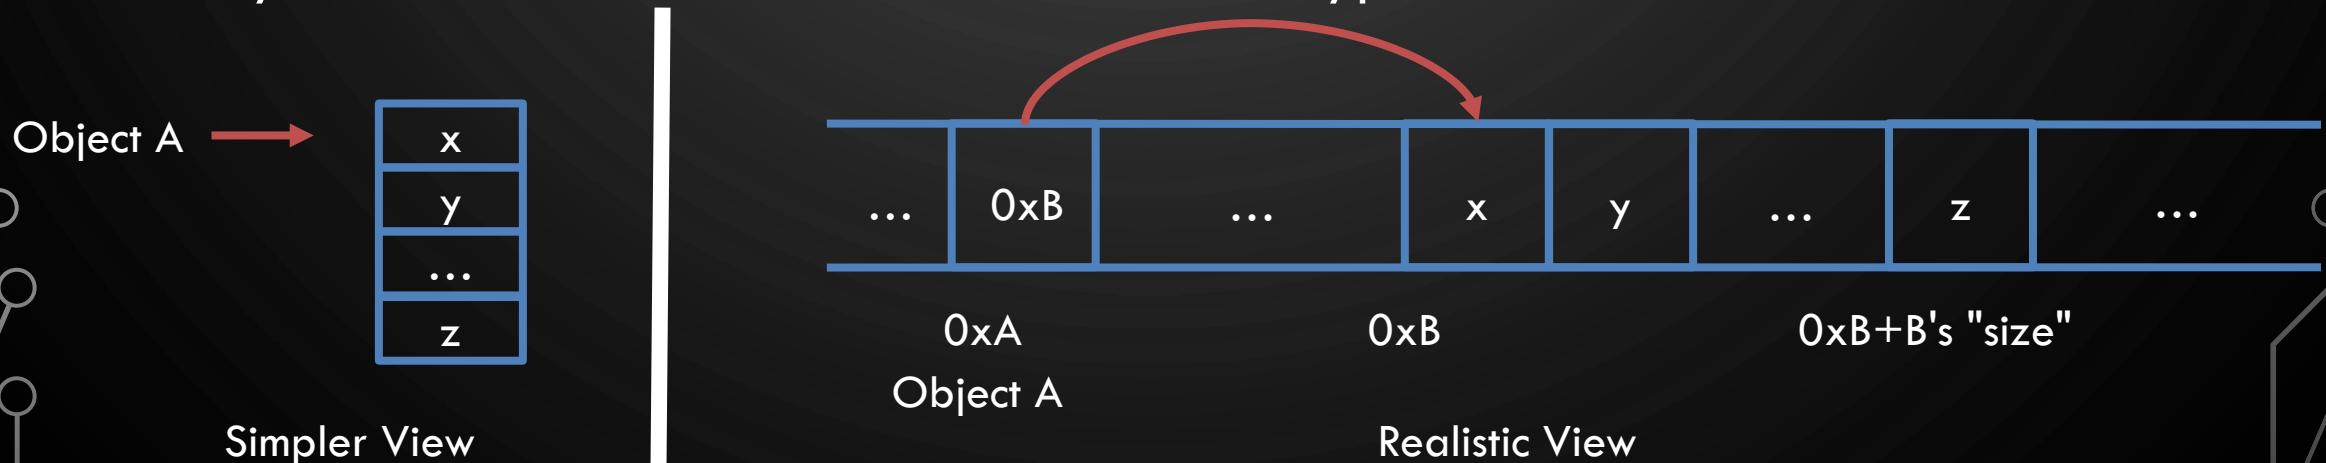 Object A
x
y
...
z
Simpler View
... 0xB ... x y ... z ...
0xA 0xB 0xB+B's "size"
Object A
Realistic View